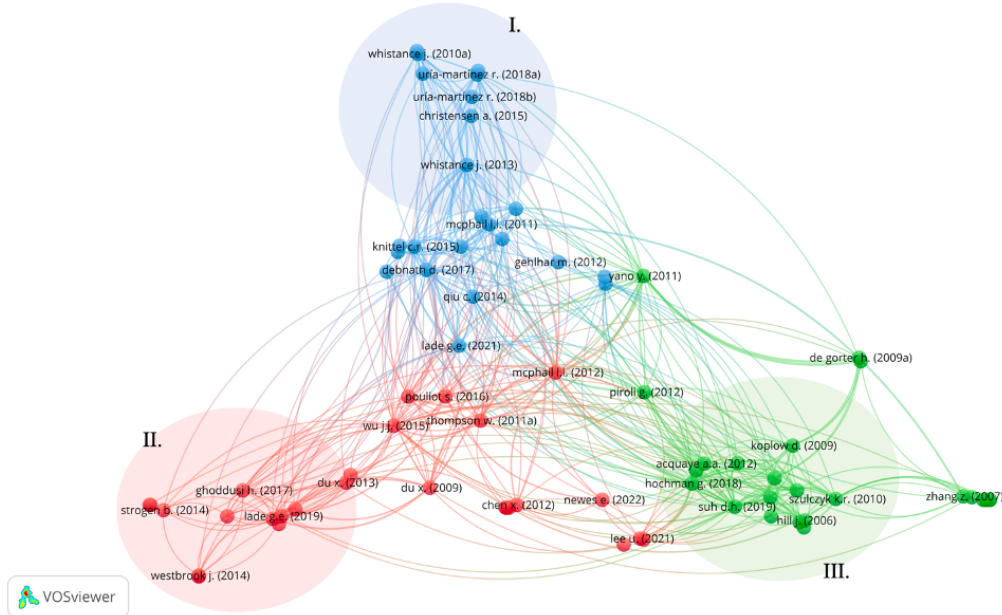 I.
whistance j. (2010a)
uria-martinez r. (2018a)
uria-martinez r. (2018b)
christensen a. (2015)
whistance j. (2013)
mcphail l.l. (2011)
knittel c.r. (2015)
gehlhar m. (2012)
debnath d. (2017)
yano y. (2011)
qiu c. (2014)
lade g.e. (2021)
de gorter h. (2009a)
mcphail l.l. (2012)
piroli g. (2012)
pouliot s. (2016)
thompson w. (2011a)
wu j.j. (2015)
II.
koplow d. (2009)
acquaye a.a. (2012)
du x. (2013)
hochman g. (2018)
ghoddusi h. (2017)
du x. (2009)
szulczyk k.r. (2010)
zhang z. (2007)
newes e. (2022)
chen x. (2012)
suh d.h. (2019)
strogen b. (2014)
lade g.e. (2019)
hill j. (2006)
lee u. (2021)
III.
westbrook j. (2014)
VOSviewer